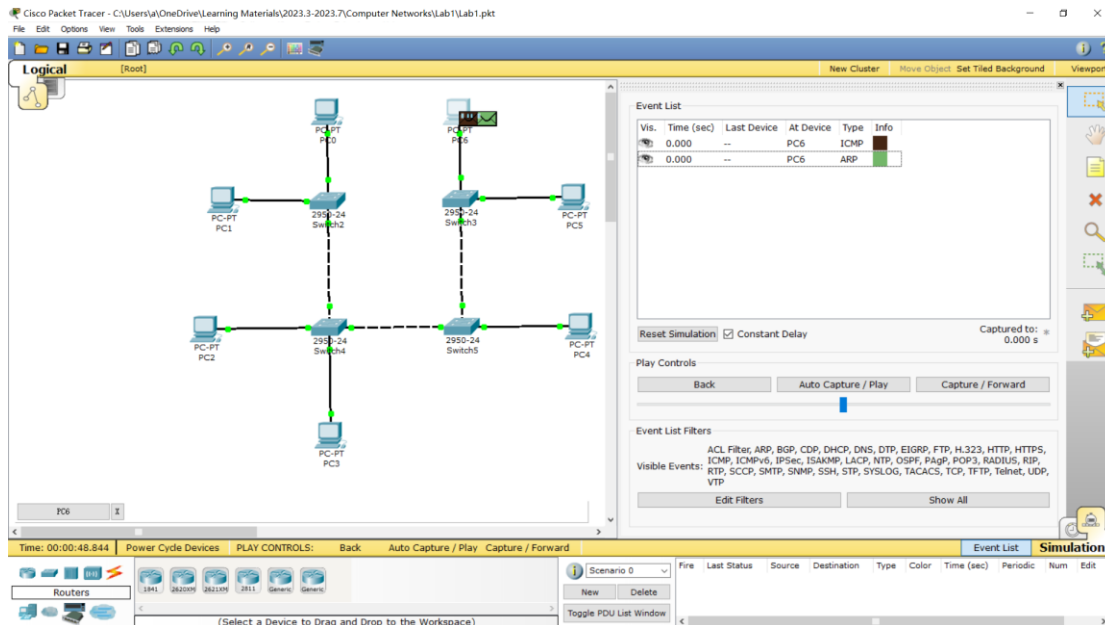 Cisco Packet Tracer - C:\Users\a\OneDrive\Learning Materials\2023.3-2023.7\Computer Networks\Lab1\Lab1.pkt
File Edit Options View Tools Extensions Help
Logical [Root] New Cluster Move Object Set Tiled Background Viewport
PC-PT
PC0
PC-PT
PC6
PC-PT
PC1
2950-24
Switch2
2950-24
Switch3
PC-PT
PC5
PC-PT
PC2
2950-24
Switch4
2950-24
Switch5
PC-PT
PC4
PC-PT
PC3
PC6 X
Event List
Vis. Time (sec) Last Device At Device Type Info
0.000 -- PC6 ICMP
0.000 -- PC6 ARP
Reset Simulation Constant Delay Captured to: *
0.000 s
Play Controls
Back Auto Capture / Play Capture / Forward
Event List Filters
Visible Events: ACL Filter, ARP, BGP, CDP, DHCP, DNS, DTP, EIGRP, FTP, H.323, HTTP, HTTPS,
ICMP, ICMPv6, IPSec, ISAKMP, LACP, NTP, OSPF, PAgP, POP3, RADIUS, RIP,
RTP, SCCP, SMTP, SNMP, SSH, STP, SYSLOG, TACACS, TCP, TFTP, Telnet, UDP,
VTP
Edit Filters Show All
Time: 00:00:48.844 Power Cycle Devices PLAY CONTROLS: Back Auto Capture / Play Capture / Forward Event List Simulation
Routers
1841 2620XM 2621XM 2811 Generic Generic
(Select a Device to Drag and Drop to the Workspace)
Scenario 0
New Delete
Toggle PDU List Window
Fire Last Status Source Destination Type Color Time (sec) Periodic Num Edit